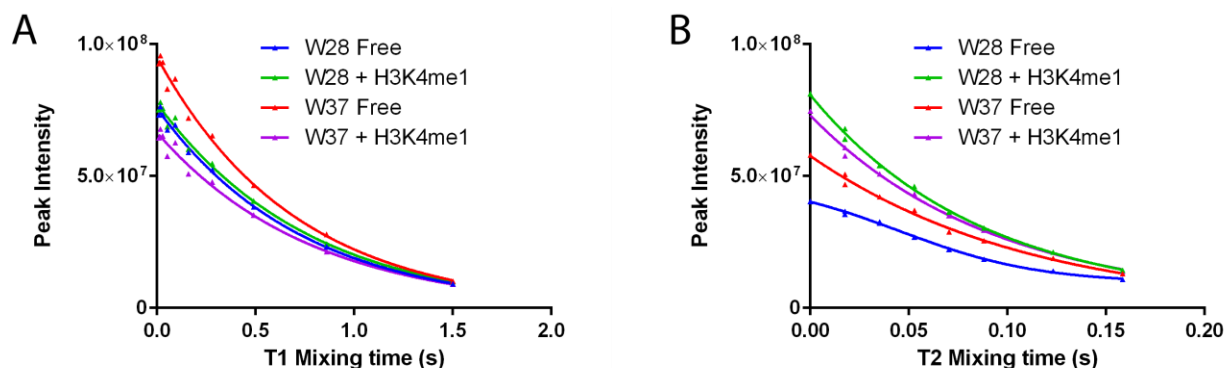 A
1.0×10⁸
5.0×10⁷
0
Peak Intensity
W28 Free
W28 + H3K4me1
W37 Free
W37 + H3K4me1
0.0 0.5 1.0 1.5 2.0
T1 Mixing time (s)
B
1.0×10⁸
5.0×10⁷
0
Peak Intensity
W28 Free
W28 + H3K4me1
W37 Free
W37 + H3K4me1
0.00 0.05 0.10 0.15 0.20
T2 Mixing time (s)